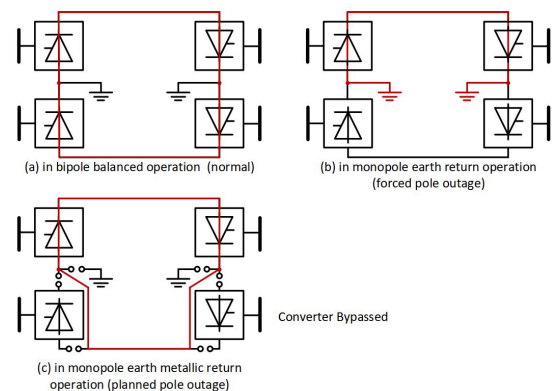 (a) in bipole balanced operation (normal)
(b) in monopole earth return operation
(forced pole outage)
Converter Bypassed
(c) in monopole earth metallic return
operation (planned pole outage)